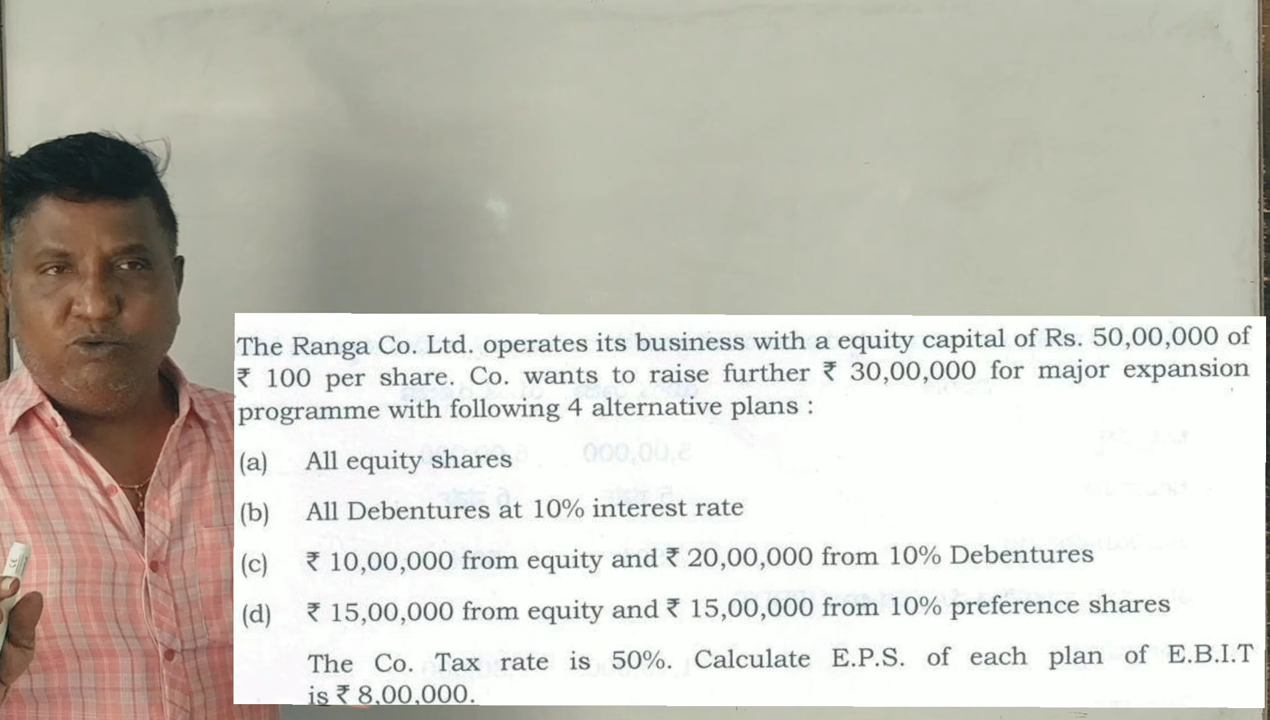 The Ranga Co. Ltd. operates its business with a equity capital of Rs. 50,00,000 of
₹ 100 per share. Co. wants to raise further ₹ 30,00,000 for major expansion
programme with following 4 alternative plans :
(a) All equity shares
(b) All Debentures at 10% interest rate
(c) ₹ 10,00,000 from equity and ₹ 20,00,000 from 10% Debentures
(d) ₹ 15,00,000 from equity and ₹ 15,00,000 from 10% preference shares
The Co. Tax rate is 50%. Calculate E.P.S. of each plan of E.B.I.T
is ₹ 8,00,000.